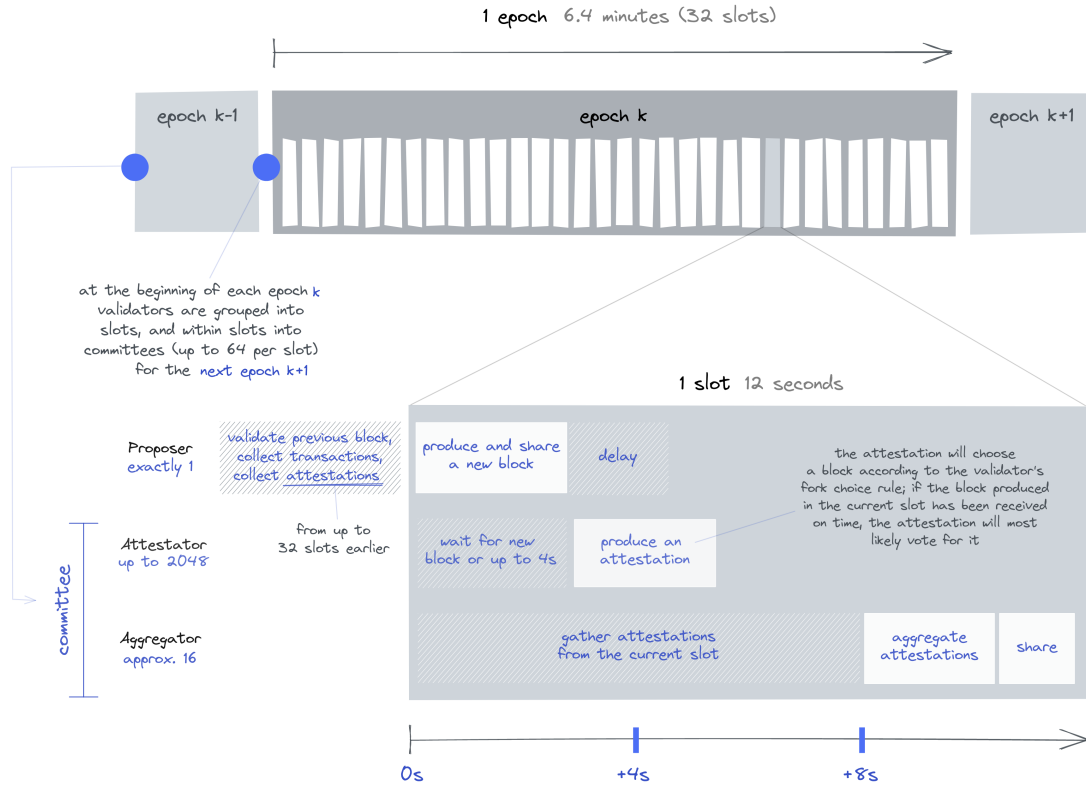 1 epoch 6.4 minutes (32 slots)
epoch k-1
epoch k
epoch k+1
at the beginning of each epoch k
validators are grouped into
slots, and within slots into
committees (up to 64 per slot)
for the next epoch k+1
1 slot 12 seconds
Proposer
exactly 1
validate previous block,
collect transactions,
collect attestations
from up to
32 slots earlier
produce and share
a new block
delay
the attestation will choose
a block according to the validator's
fork choice rule; if the block produced
in the current slot has been received
on time, the attestation will most
likely vote for it
committee
Attestator
up to 2048
wait for new
block or up to 4s
produce an
attestation
Aggregator
approx. 16
gather attestations
from the current slot
aggregate
attestations
share
0s
+4s
+8s